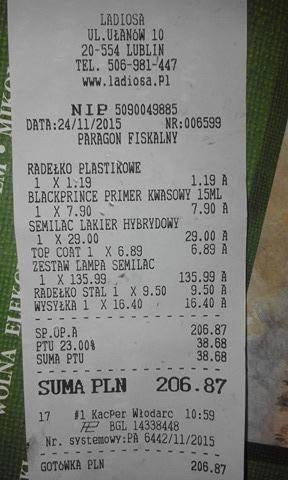 LADIOSA
UL.UŁANÓW 10
20-554 LUBLIN
TEL. 506-981-447
www.ladiosa.pl
NIP 5090049885
DATA:24/11/2015 NR:006599
PARAGON FISKALNY
RADEŁKO PLASTIKOWE
1 X 1.19 1.19 A
BLACKPRINCE PRIMER KWASOWY 15ML
1 X 7.90 7.90 A
SEMILAC LAKIER HYBRYDOWY
1 X 29.00 29.00 A
TOP COAT 1 X 6.89 6.89 A
ZESTAW LAMPA SEMILAC
1 X 135.99 135.99 A
RADEŁKO STAL 1 X 9.50 9.50 A
WYSYŁKA 1 X 16.40 16.40 A
SP.OP.A 206.87
PTU 23.00% 38.68
SUMA PTU 38.68
SUMA PLN 206.87
17 #1 Kacper Włodarc 10:59
BGL 14338448
Nr. systemowy:PA 6442/11/2015
GOTÓWKA PLN 206.87
WOLNA